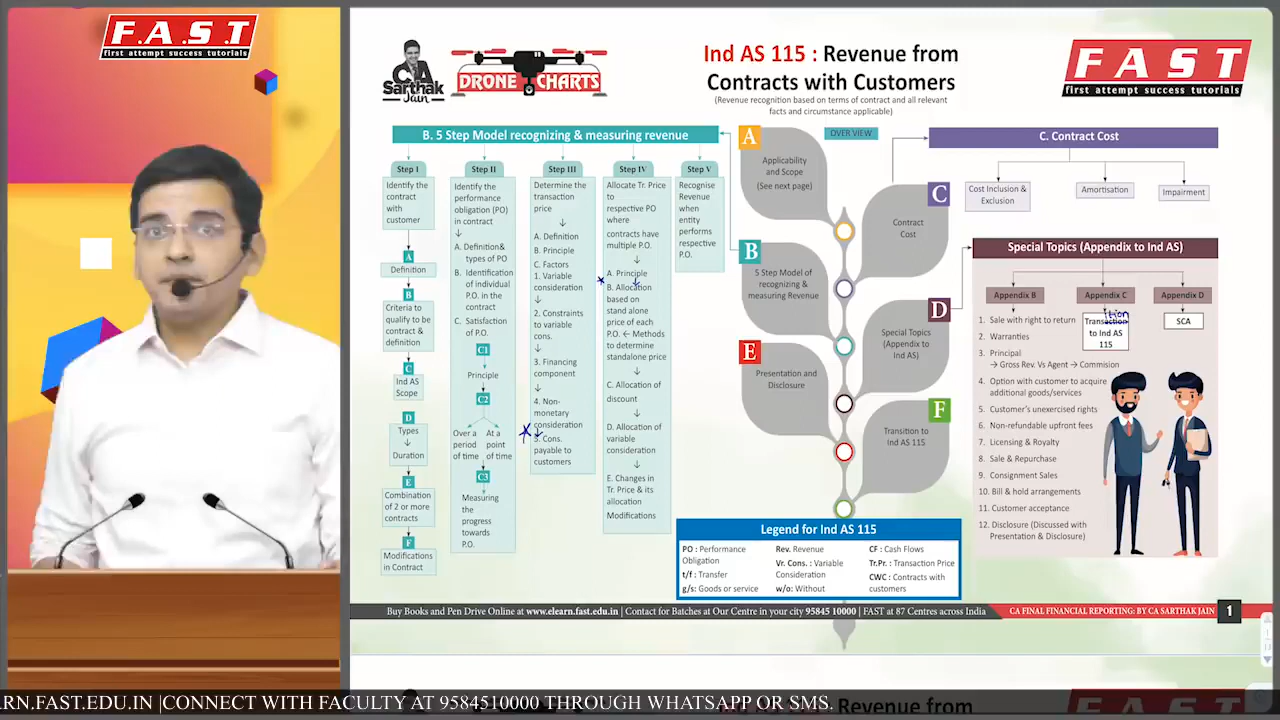 F.A.S.T
first attempt success tutorials
CA
Sarthak
Jain
DRONE CHARTS
Ind AS 115 : Revenue from
Contracts with Customers
(Revenue recognition based on terms of contract and all relevant
facts and circumstance applicable)
FAST
first attempt success tutorials
B. 5 Step Model recognizing & measuring revenue
Step I
Identify the
contract
with
customer
A
Definition
B
Criteria to
qualify to be
contract &
definition
C
Ind AS
Scope
D
Types
↓
Duration
E
Combination
of 2 or more
contracts
F
Modifications
in Contract
Step II
Identify the
performance
obligation (PO)
in contract
↓
A. Definition&
types of PO
B. Identification
of individual
P.O. in the
contract
C. Satisfaction
of P.O.
C1
Principle
C2
Over a
period
of time
At a
point
of time
C3
Measuring
the
progress
towards
P.O.
Step III
Determine the
transaction
price
↓
A. Definition
B. Principle
C. Factors
1. Variable
consideration
↓
2. Constraints
to variable
cons.
↓
3. Financing
component
↓
4. Non-
monetary
consideration
5. Cons.
payable to
customers
Step IV
Allocate Tr. Price
to
respective PO
where
contracts have
multiple P.O.
↓
A. Principle
B. Allocation
based on
stand alone
price of each
P.O. ← Methods
to determine
standalone price
↓
C. Allocation of
discount
↓
D. Allocation of
variable
consideration
↓
E. Changes in
Tr. Price & its
allocation
Modifications
Step V
Recognise
Revenue
when
entity
performs
respective
P.O.
OVER VIEW
A
Applicability
and Scope
(See next page)
B
5 Step Model of
recognizing &
measuring Revenue
C
Contract
Cost
D
Special Topics
(Appendix to
Ind AS)
E
Presentation and
Disclosure
F
Transition to
Ind AS 115
C. Contract Cost
Cost Inclusion &
Exclusion
Amortisation
Impairment
Special Topics (Appendix to Ind AS)
Appendix B
1. Sale with right to return
2. Warranties
3. Principal
→ Gross Rev. Vs Agent → Commision
4. Option with customer to acquire
additional goods/services
5. Customer's unexercised rights
6. Non-refundable upfront fees
7. Licensing & Royalty
8. Sale & Repurchase
9. Consignment Sales
10. Bill & hold arrangements
11. Customer acceptance
12. Disclosure (Discussed with
Presentation & Disclosure)
Appendix C
tion
Transaction
to Ind AS
115
Appendix D
SCA
Legend for Ind AS 115
PO : Performance
Obligation
t/f : Transfer
g/s: Goods or service
Rev. Revenue
Vr. Cons. : Variable
Consideration
w/o: Without
CF : Cash Flows
Tr.Pr. : Transaction Price
CWC : Contracts with
customers
Buy Books and Pen Drive Online at www.elearn.fast.edu.in | Contact for Batches at Our Centre in your city 95845 10000 | FAST at 87 Centres across India
CA FINAL FINANCIAL REPORTING: BY CA SARTHAK JAIN
1
Ind AS 115 : Revenue from
ARN.FAST.EDU.IN |CONNECT WITH FACULTY AT 9584510000 THROUGH WHATSAPP OR SMS.